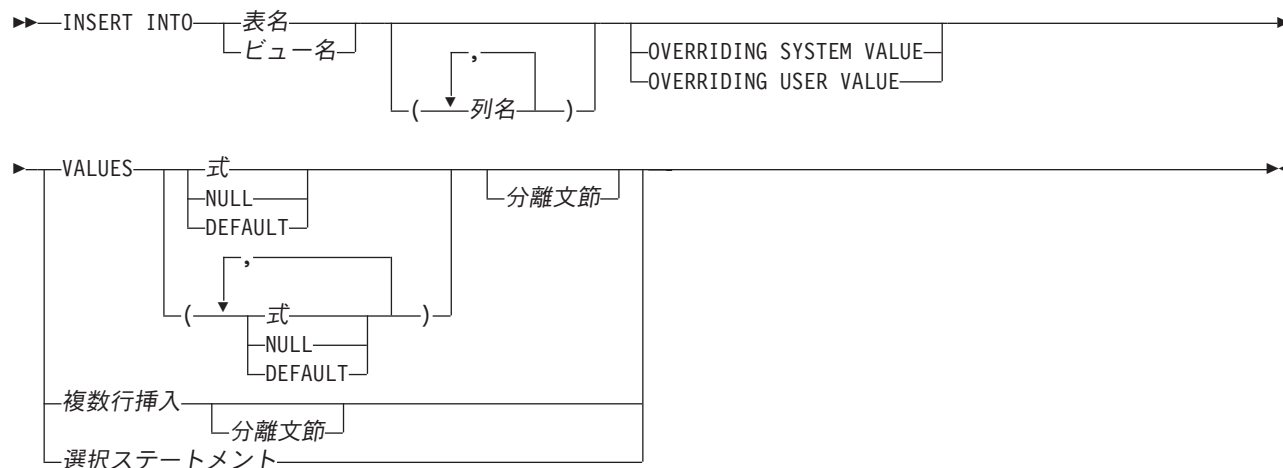 INSERT INTO 表名
ビュー名
,
( 列名 )
OVERRIDING SYSTEM VALUE
OVERRIDING USER VALUE
VALUES 式
NULL
DEFAULT
,
( 式 )
NULL
DEFAULT
分離文節
複数行挿入
分離文節
選択ステートメント